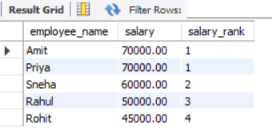 Result Grid Filter Rows:
employee_name salary salary_rank
Amit 70000.00 1
Priya 70000.00 1
Sneha 60000.00 2
Rahul 50000.00 3
Rohit 45000.00 4